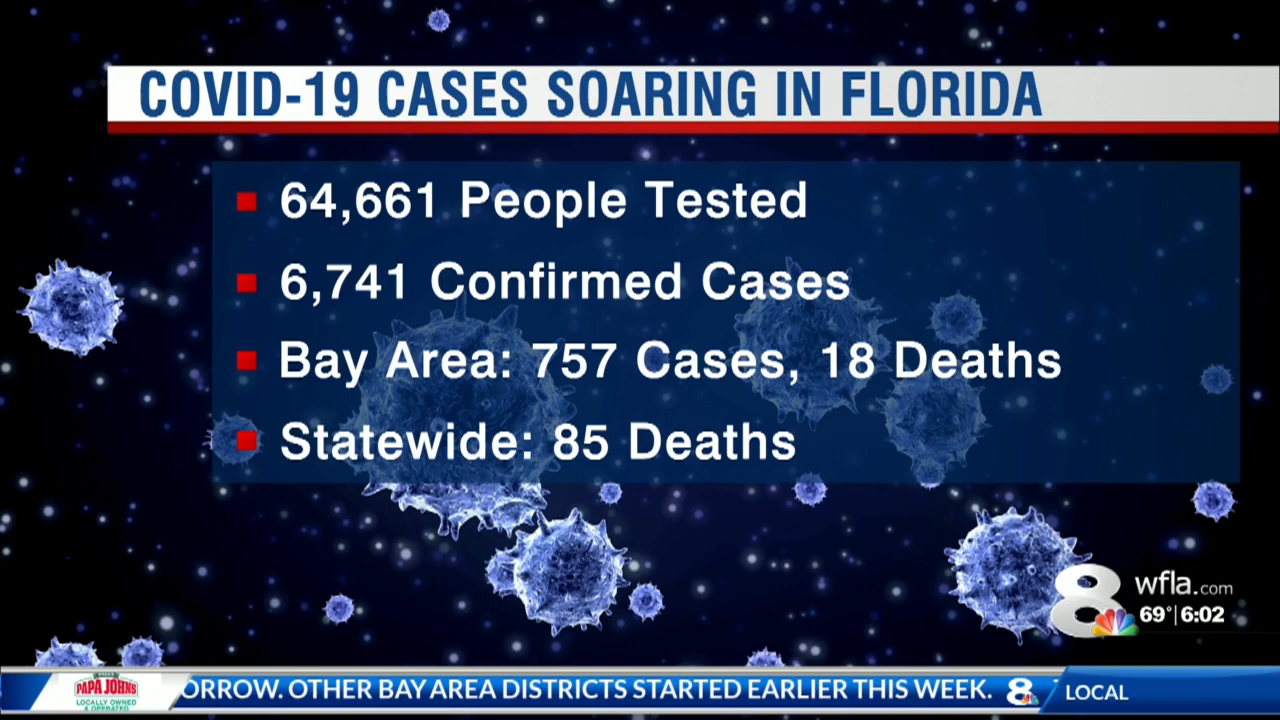 COVID-19 CASES SOARING IN FLORIDA
64,661 People Tested
6,741 Confirmed Cases
Bay Area: 757 Cases, 18 Deaths
Statewide: 85 Deaths
8 wfla.com
69° 6:02
PAPA JOHNS
LOCALLY OWNED
& OPERATED
ORROW. OTHER BAY AREA DISTRICTS STARTED EARLIER THIS WEEK. 8
LOCAL